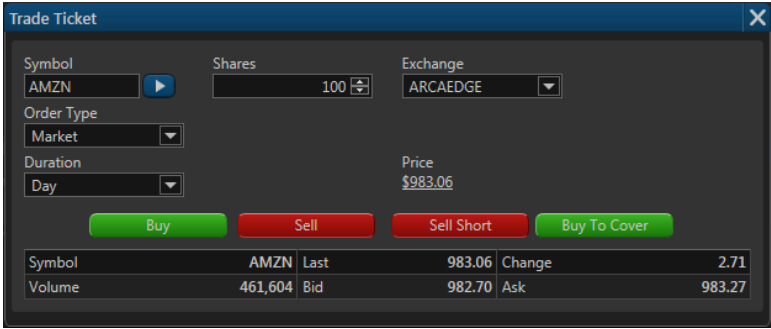 Trade Ticket
Symbol Shares Exchange
AMZN 100 ARCAEDGE
Order Type
Market
Duration Price
Day $983.06
Buy Sell Sell Short Buy To Cover
Symbol AMZN Last 983.06 Change 2.71
Volume 461,604 Bid 982.70 Ask 983.27